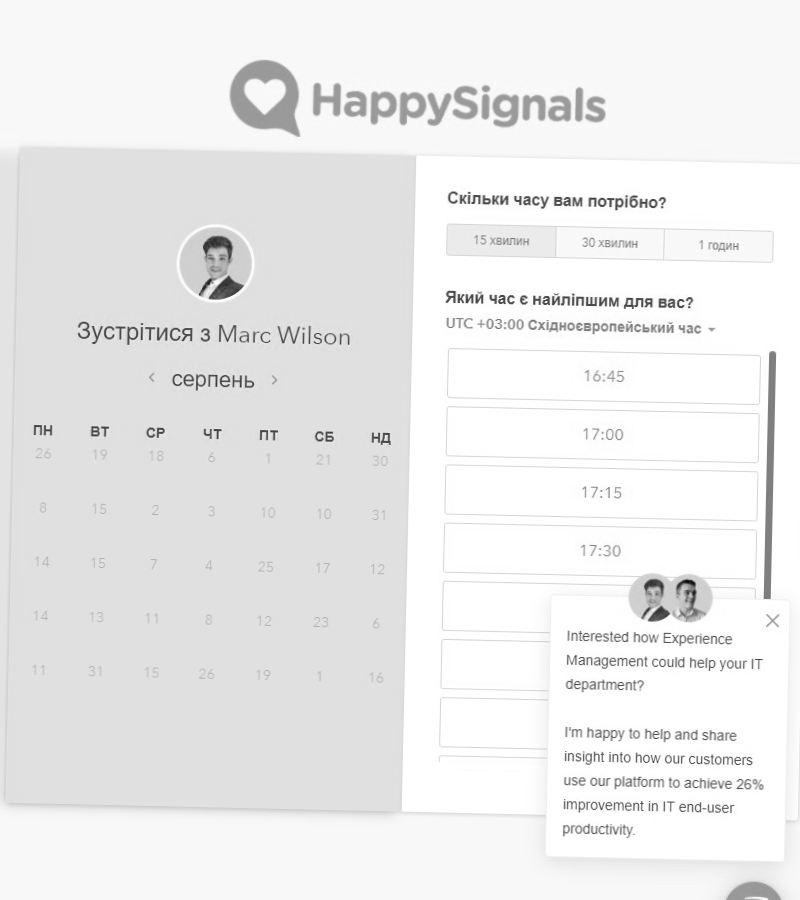 HappySignals
Зустрітися з Marc Wilson
серпень
ПН ВТ СР ЧТ ПТ СБ НД
26 19 18 6 1 21 30
8 15 2 3 10 10 31
14 15 7 4 25 17 12
14 13 11 8 12 23 6
11 31 15 26 19 1 16
Скільки часу вам потрібно?
15 хвилин 30 хвилин 1 годин
Який час є найліпшим для вас?
UTC +03:00 Східноєвропейський час
16:45
17:00
17:15
17:30
Interested how Experience
Management could help your IT
department?
I'm happy to help and share
insight into how our customers
use our platform to achieve 26%
improvement in IT end-user
productivity.